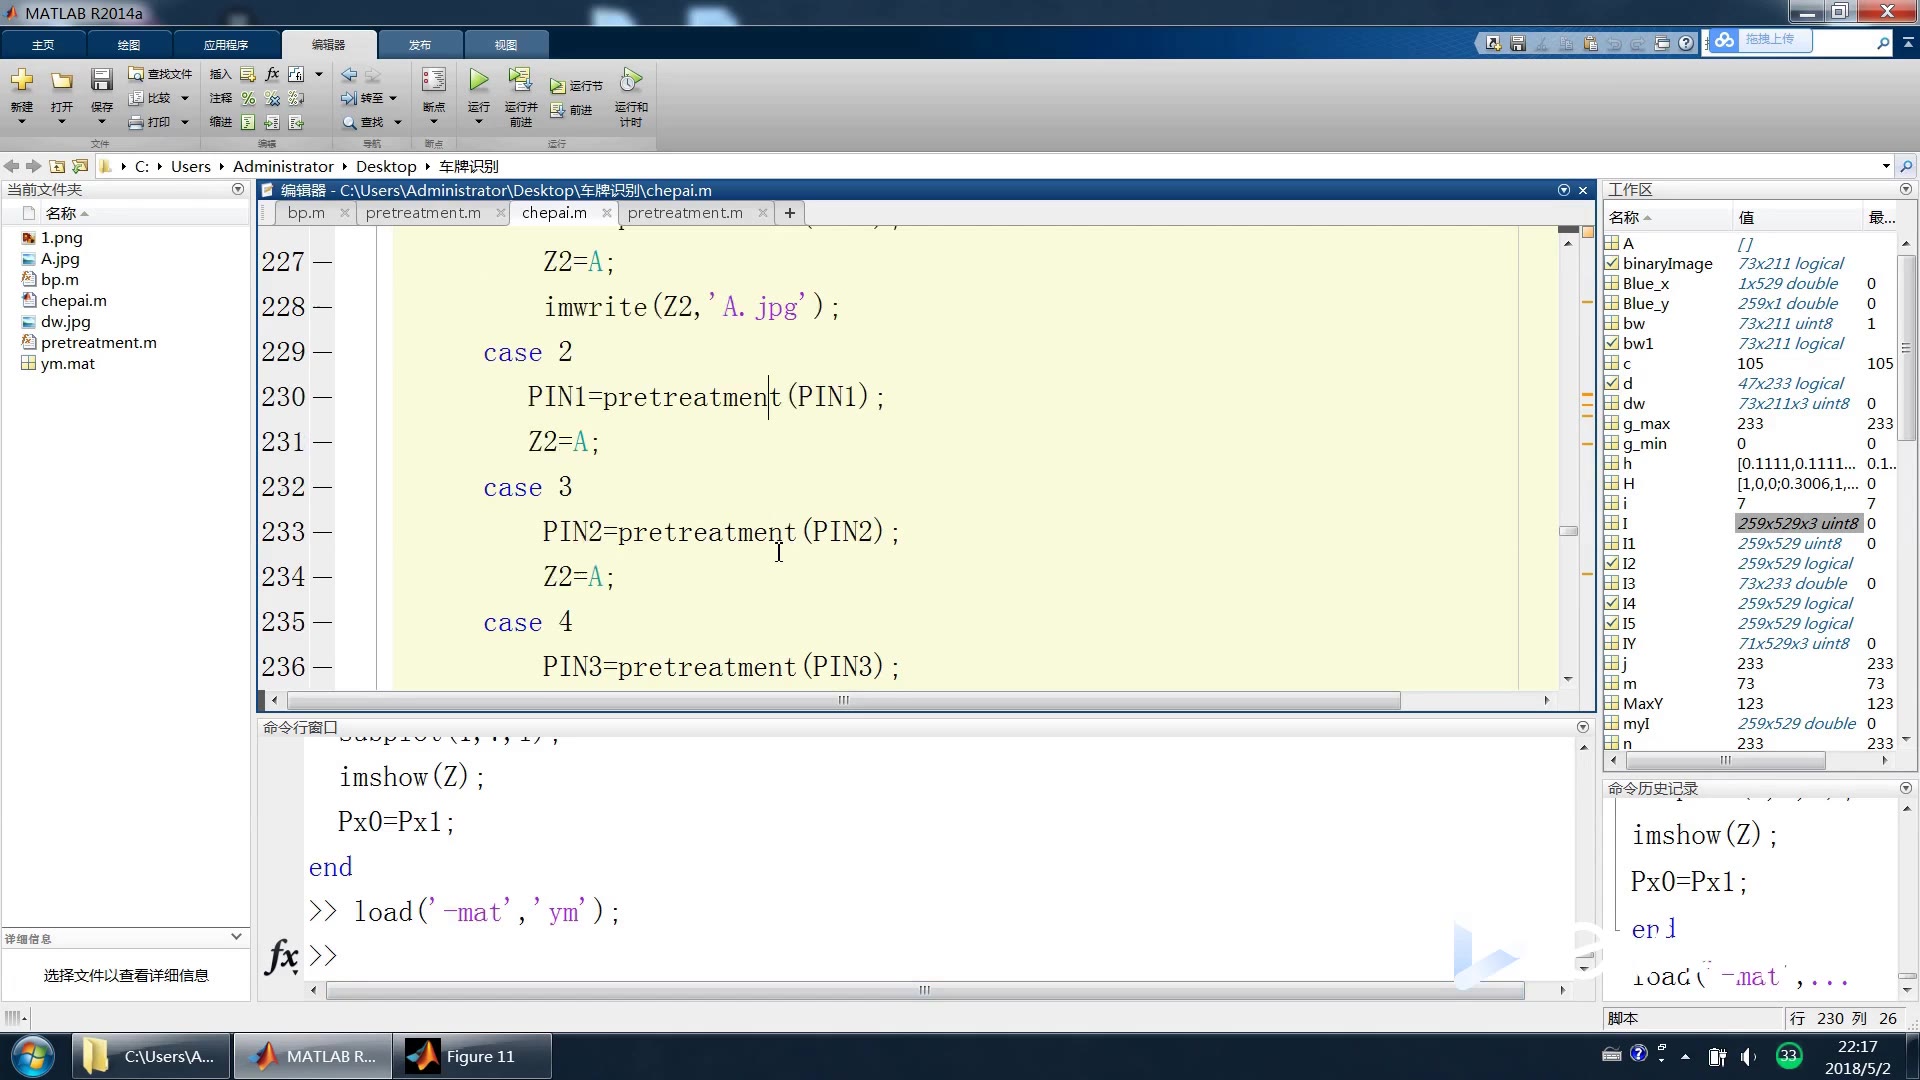 MATLAB R2014a
主页
绘图
应用程序
编辑器
发布
视图
拖拽上传
新建
打开
保存
查找文件
比较
打印
文件
插入
fx
注释
缩进
编辑
转至
查找
导航
断点
断点
运行
运行并
前进
运行节
前进
运行和
计时
运行
C: Users Administrator Desktop 车牌识别
当前文件夹
名称
1.png
A.jpg
bp.m
chepai.m
dw.jpg
pretreatment.m
ym.mat
详细信息
选择文件以查看详细信息
编辑器 - C:\Users\Administrator\Desktop\车牌识别\chepai.m
bp.m
pretreatment.m
chepai.m
pretreatment.m
227 Z2=A;
228 imwrite(Z2,'A.jpg');
229 case 2
230 PIN1=pretreatment(PIN1);
231 Z2=A;
232 case 3
233 PIN2=pretreatment(PIN2);
234 Z2=A;
235 case 4
236 PIN3=pretreatment(PIN3);
命令行窗口
imshow(Z);
Px0=Px1;
end
>> load('-mat','ym');
fx >>
工作区
名称 值 最...
A []
binaryImage 73x211 logical
Blue_x 1x529 double 0
Blue_y 259x1 double 0
bw 73x211 uint8 1
bw1 73x211 logical
c 105 105
d 47x233 logical
dw 73x211x3 uint8 0
g_max 233 233
g_min 0 0
h [0.1111,0.1111... 0.1..
H [1,0,0;0.3006,1,... 0
i 7 7
I 259x529x3 uint8 0
I1 259x529 uint8 0
I2 259x529 logical
I3 73x233 double 0
I4 259x529 logical
I5 259x529 logical
IY 71x529x3 uint8 0
j 233 233
m 73 73
MaxY 123 123
myI 259x529 double 0
n 233 233
命令历史记录
imshow(Z);
Px0=Px1;
end
load('-mat',...
脚本
行 230 列 26
C:\Users\A...
MATLAB R...
Figure 11
33
22:17
2018/5/2